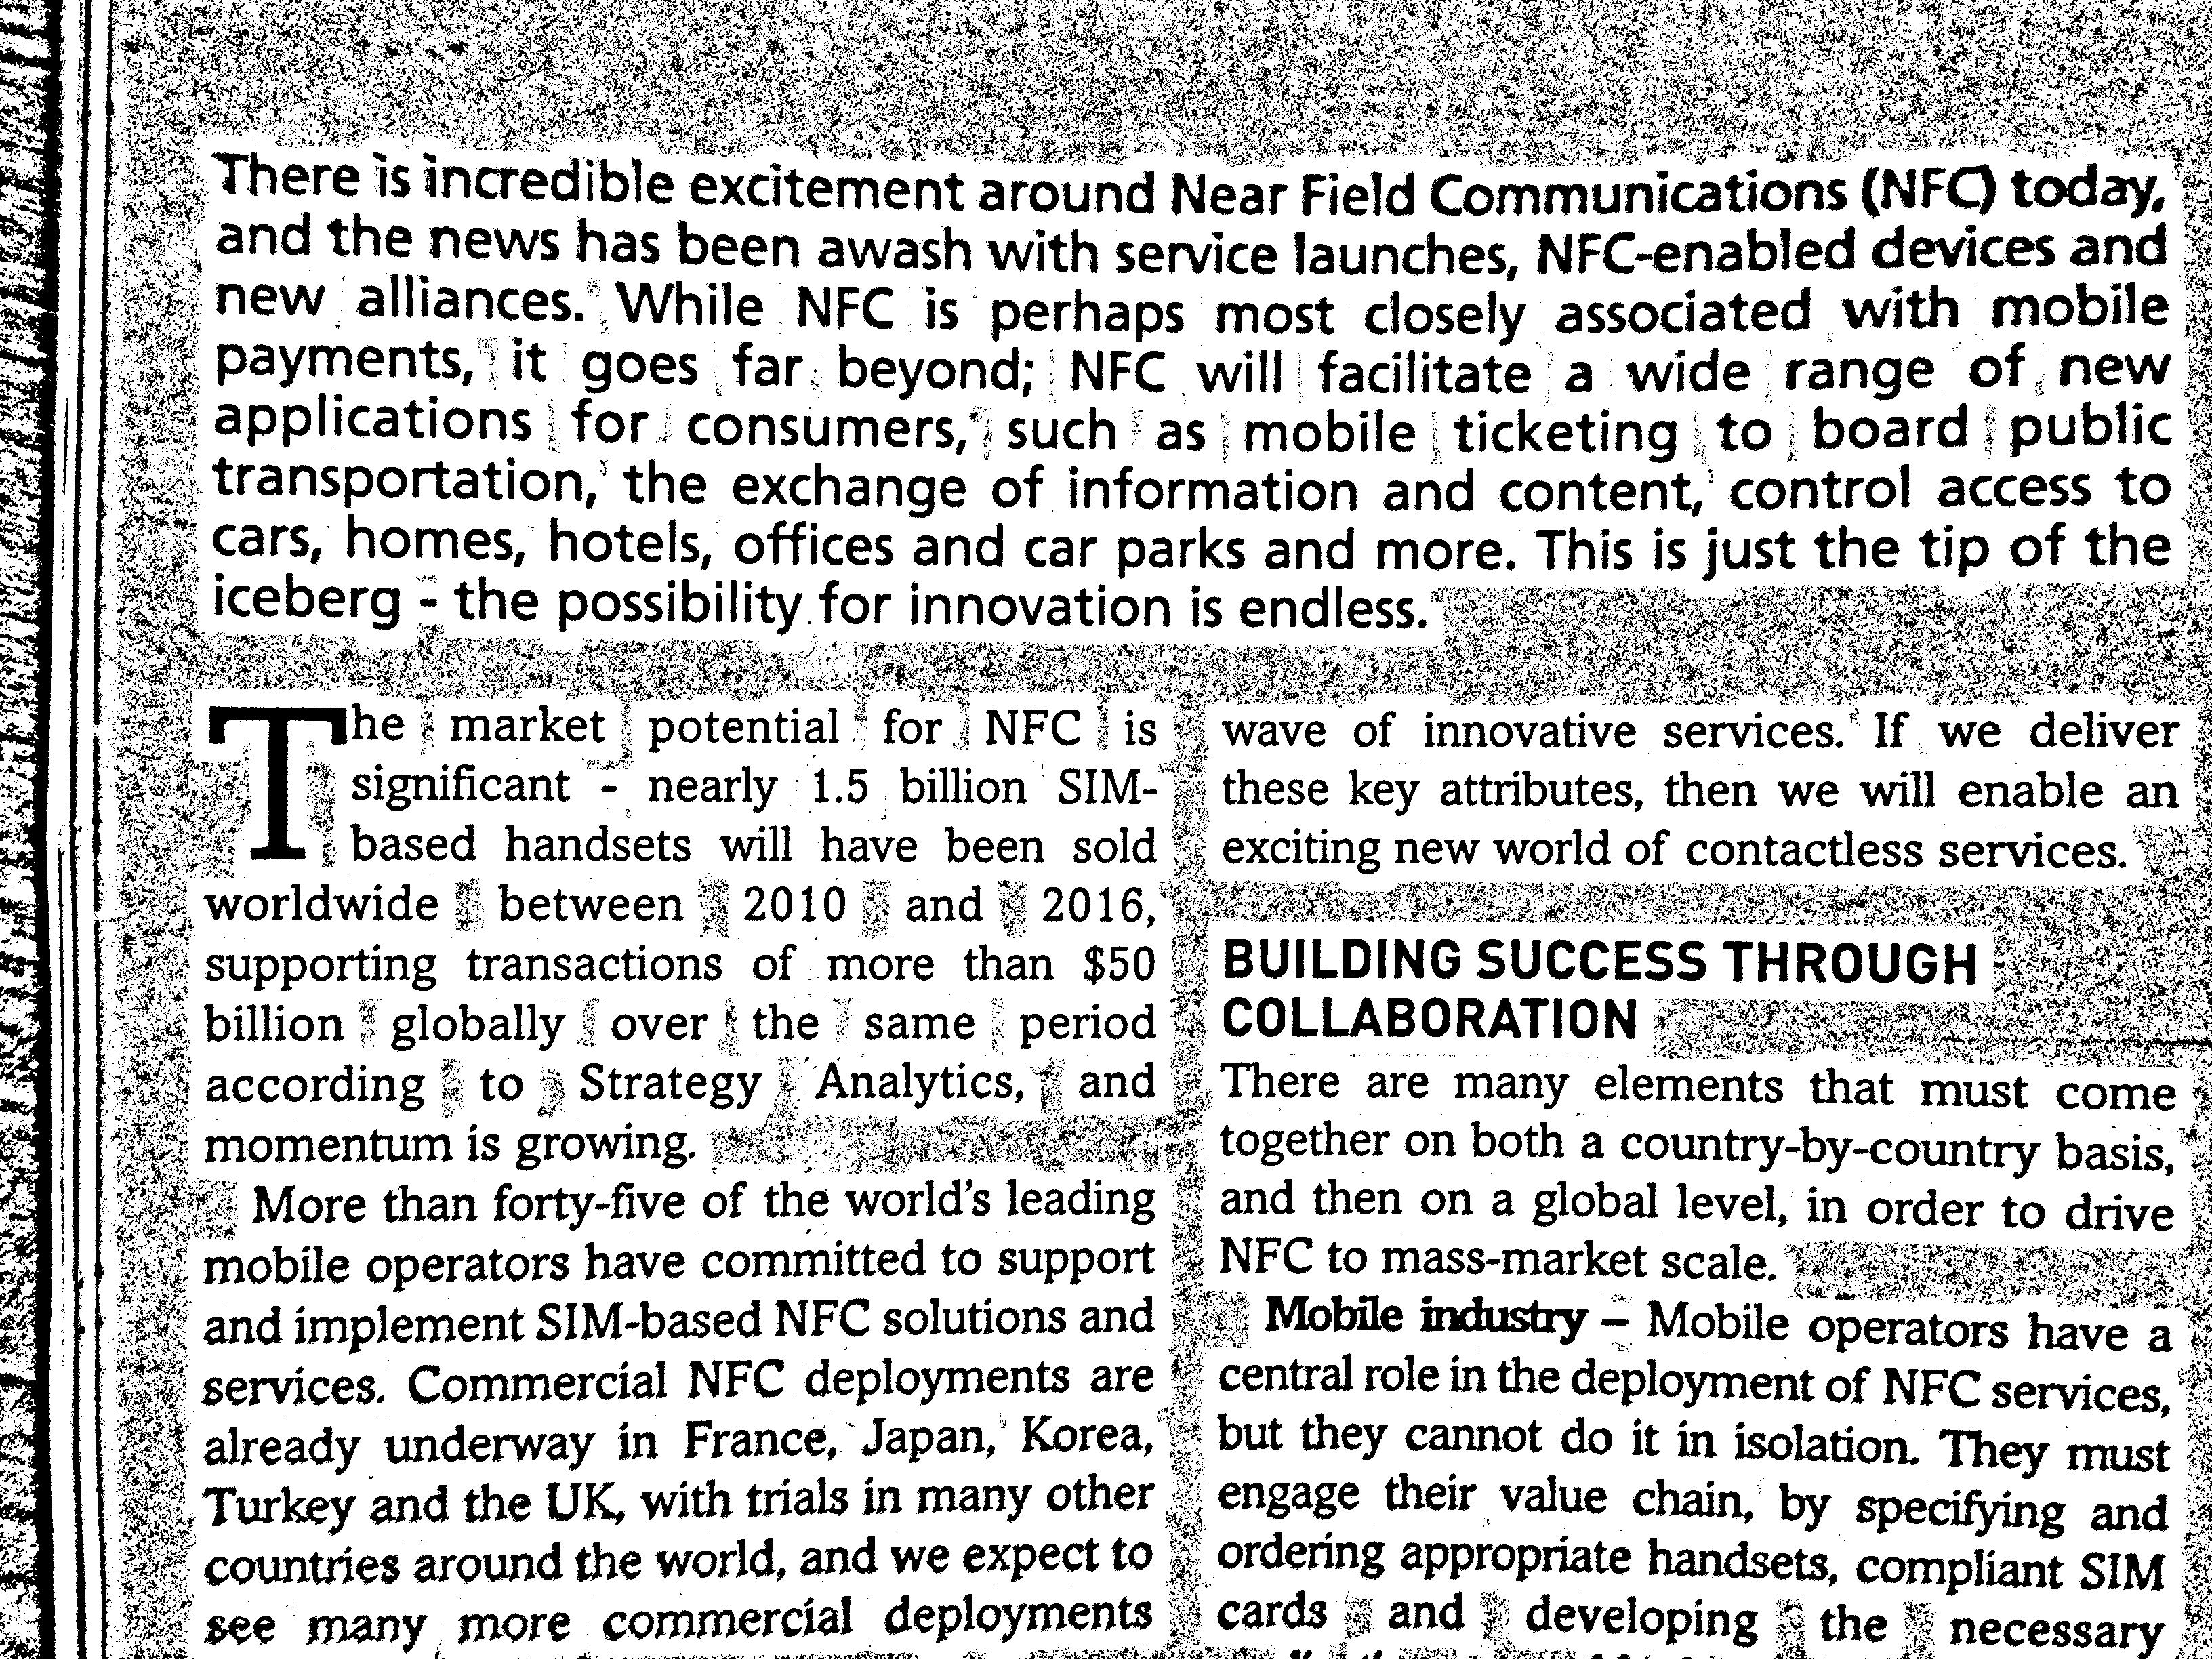 There is incredible excitement around Near Field Communications (NFC) today,
and the news has been awash with service launches, NFC-enabled devices and
new alliances. While NFC is perhaps most closely associated with mobile
payments, it goes far beyond; NFC will facilitate a wide range of new
applications for consumers, such as mobile ticketing to board public
transportation, the exchange of information and content, control access to
cars, homes, hotels, offices and car parks and more. This is just the tip of the
iceberg - the possibility for innovation is endless.
The market potential for NFC is
significant - nearly 1.5 billion SIM-
based handsets will have been sold
worldwide between 2010 and 2016,
supporting transactions of more than $50
billion globally over the same period
according to Strategy Analytics, and
momentum is growing.
More than forty-five of the world's leading
mobile operators have committed to support
and implement SIM-based NFC solutions and
services. Commercial NFC deployments are
already underway in France, Japan, Korea,
Turkey and the UK, with trials in many other
countries around the world, and we expect to
see many more commercial deployments
wave of innovative services. If we deliver
these key attributes, then we will enable an
exciting new world of contactless services.
BUILDING SUCCESS THROUGH
COLLABORATION
There are many elements that must come
together on both a country-by-country basis,
and then on a global level, in order to drive
NFC to mass-market scale.
Mobile industry – Mobile operators have a
central role in the deployment of NFC services,
but they cannot do it in isolation. They must
engage their value chain, by specifying and
ordering appropriate handsets, compliant SIM
cards and developing the necessary